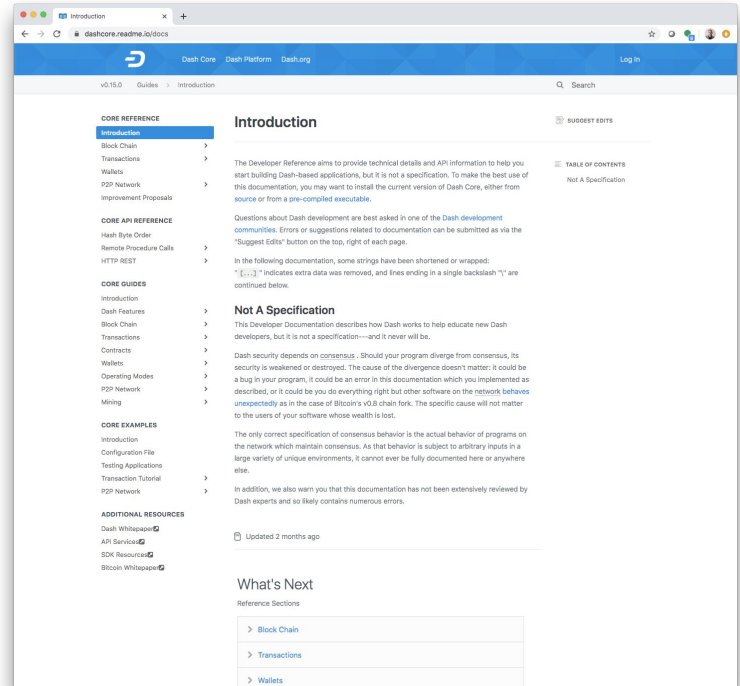 Introduction
dashcore.readme.io/docs
Dash Core Dash Platform Dash.org Log In
v0.15.0 Guides > Introduction Search
CORE REFERENCE
Introduction
Block Chain
Transactions
Wallets
P2P Network
Improvement Proposals
CORE API REFERENCE
Hash Byte Order
Remote Procedure Calls
HTTP REST
CORE GUIDES
Introduction
Dash Features
Block Chain
Transactions
Contracts
Wallets
Operating Modes
P2P Network
Mining
CORE EXAMPLES
Introduction
Configuration File
Testing Applications
Transaction Tutorial
P2P Network
ADDITIONAL RESOURCES
Dash Whitepaper
API Services
SDK Resources
Bitcoin Whitepaper
Introduction
The Developer Reference aims to provide technical details and API information to help you
start building Dash-based applications, but it is not a specification. To make the best use of
this documentation, you may want to install the current version of Dash Core, either from
source or from a pre-compiled executable.
Questions about Dash development are best asked in one of the Dash development
communities. Errors or suggestions related to documentation can be submitted as via the
"Suggest Edits" button on the top, right of each page.
In the following documentation, some strings have been shortened or wrapped:
" [...] " indicates extra data was removed, and lines ending in a single backslash "\" are
continued below.
Not A Specification
This Developer Documentation describes how Dash works to help educate new Dash
developers, but it is not a specification---and it never will be.
Dash security depends on consensus . Should your program diverge from consensus, its
security is weakened or destroyed. The cause of the divergence doesn't matter: it could be
a bug in your program, it could be an error in this documentation which you implemented as
described, or it could be you do everything right but other software on the network behaves
unexpectedly as in the case of Bitcoin's v0.8 chain fork. The specific cause will not matter
to the users of your software whose wealth is lost.
The only correct specification of consensus behavior is the actual behavior of programs on
the network which maintain consensus. As that behavior is subject to arbitrary inputs in a
large variety of unique environments, it cannot ever be fully documented here or anywhere
else.
In addition, we also warn you that this documentation has not been extensively reviewed by
Dash experts and so likely contains numerous errors.
Updated 2 months ago
What's Next
Reference Sections
Block Chain
Transactions
Wallets
SUGGEST EDITS
TABLE OF CONTENTS
Not A Specification